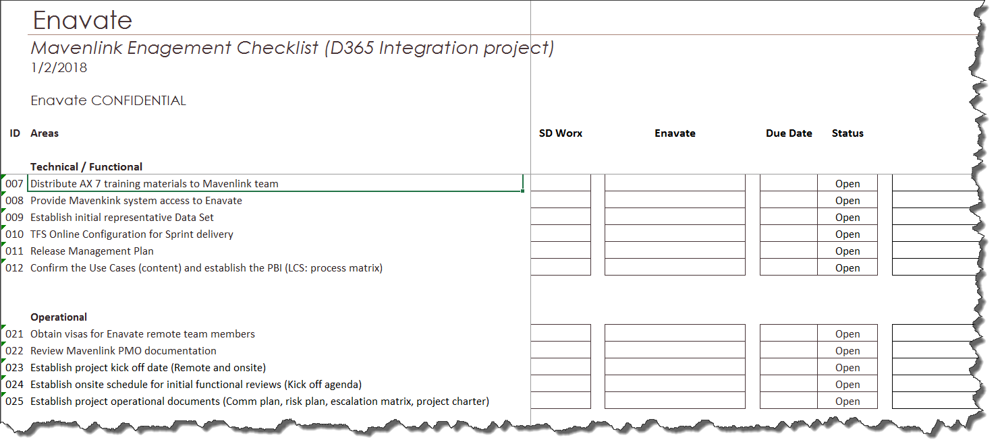 Enavate
Mavenlink Enagement Checklist (D365 Integration project)
1/2/2018
Enavate CONFIDENTIAL
ID Areas SD Worx Enavate Due Date Status
Technical / Functional
007 Distribute AX 7 training materials to Mavenlink team Open
008 Provide Mavenkink system access to Enavate Open
009 Establish initial representative Data Set Open
010 TFS Online Configuration for Sprint delivery Open
011 Release Management Plan Open
012 Confirm the Use Cases (content) and establish the PBI (LCS: process matrix) Open
Operational
021 Obtain visas for Enavate remote team members Open
022 Review Mavenlink PMO documentation Open
023 Establish project kick off date (Remote and onsite) Open
024 Establish onsite schedule for initial functional reviews (Kick off agenda) Open
025 Establish project operational documents (Comm plan, risk plan, escalation matrix, project charter) Open